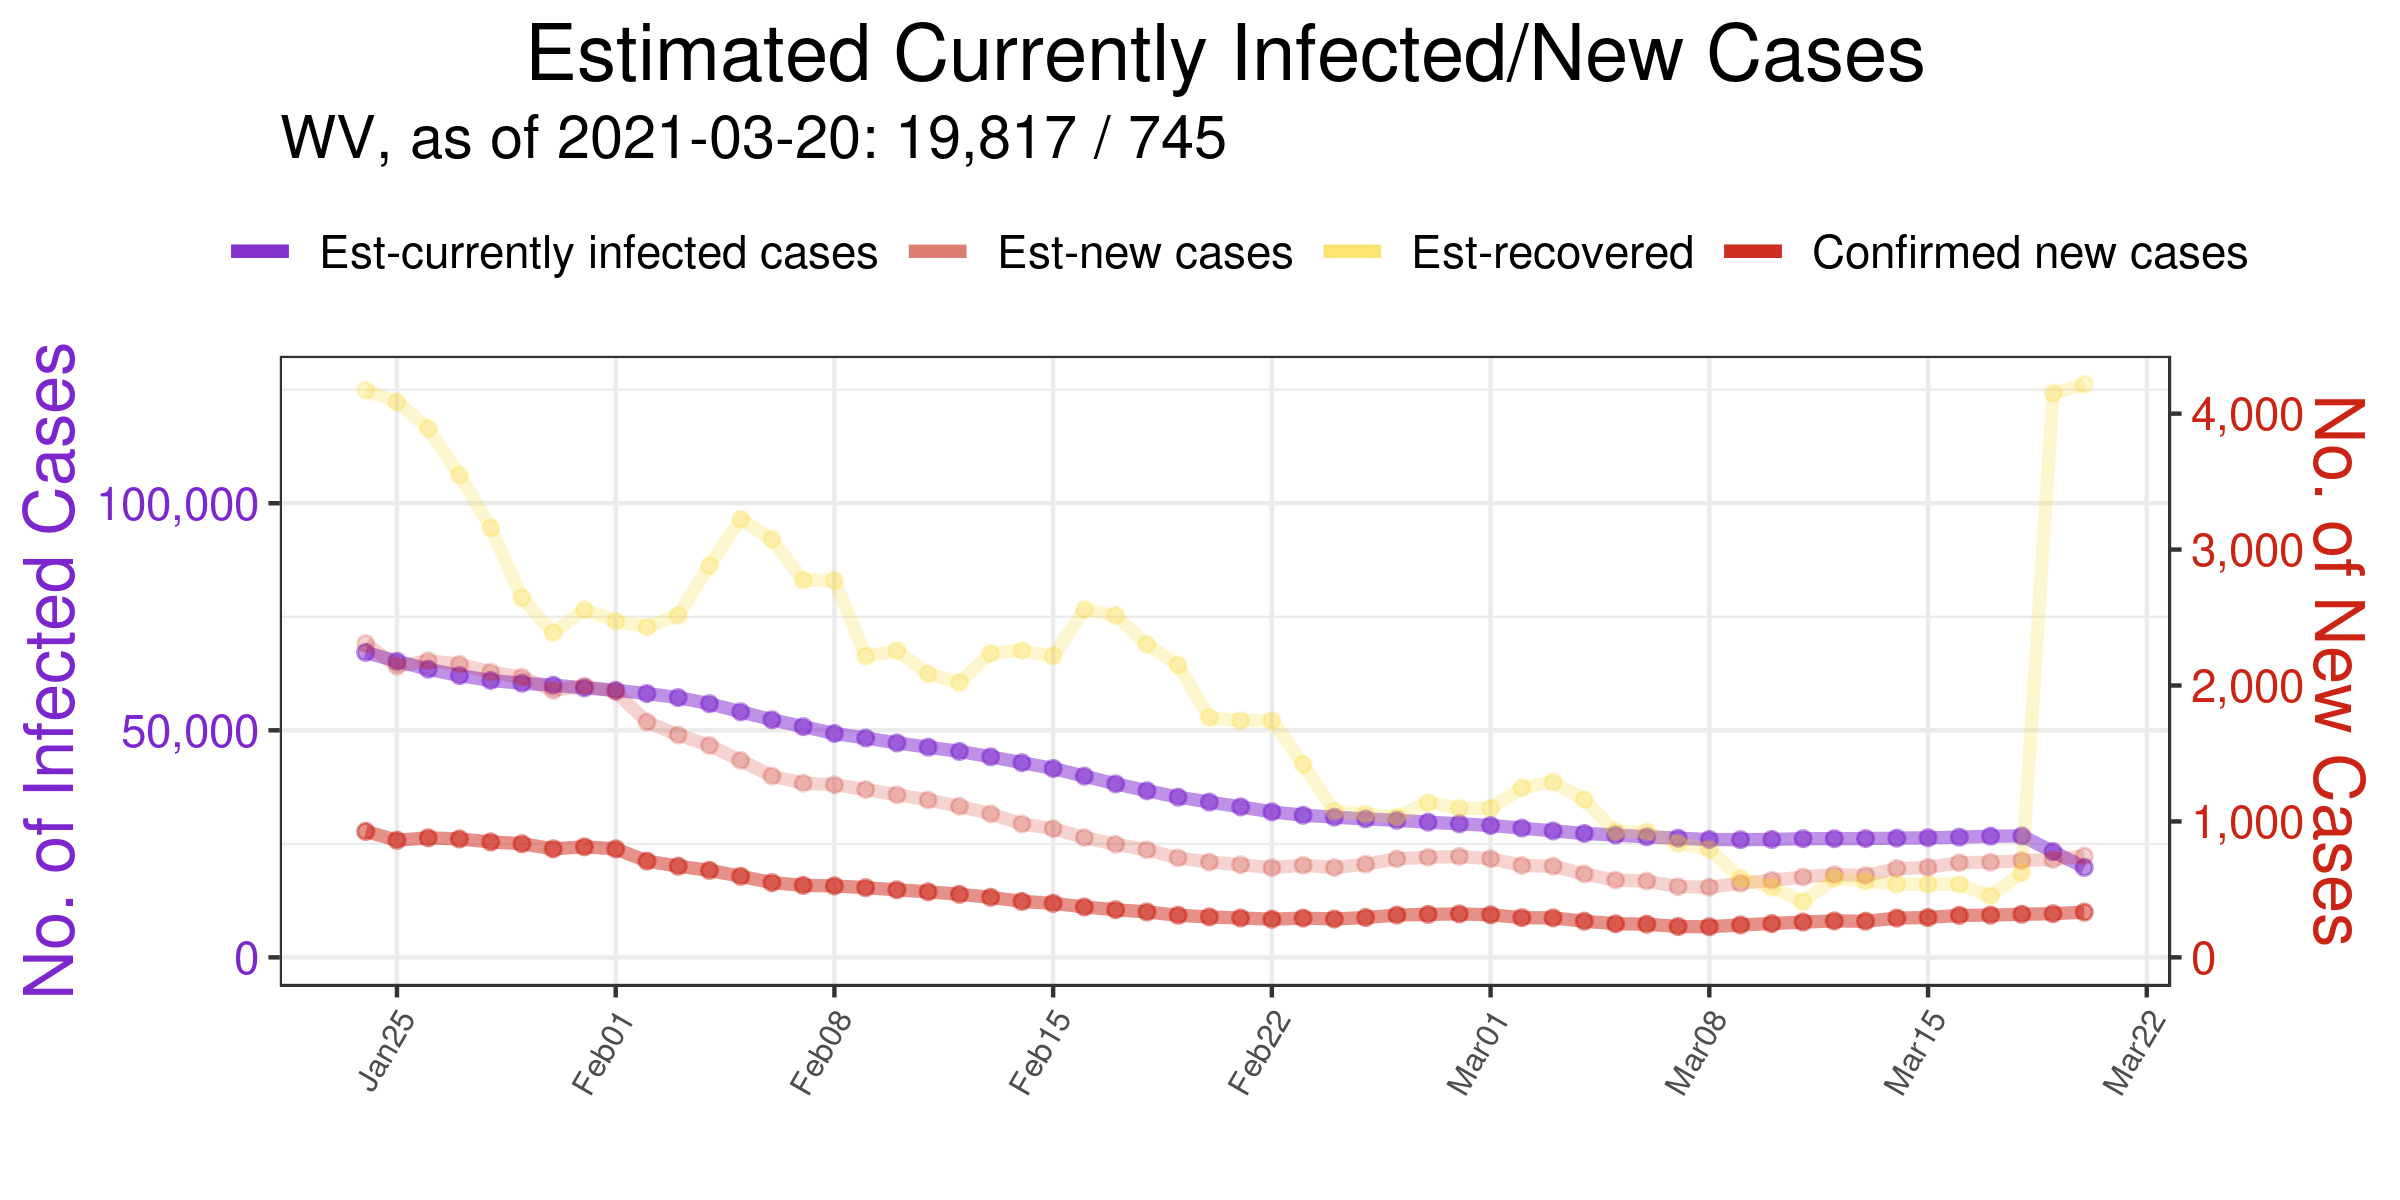 Estimated Currently Infected/New Cases
WV, as of 2021-03-20: 19,817 / 745
Est-currently infected cases
Est-new cases
Est-recovered
Confirmed new cases
No. of Infected Cases
100,000
50,000
0
4,000
3,000
2,000
1,000
0
No. of New Cases
Jan25
Feb01
Feb08
Feb15
Feb22
Mar01
Mar08
Mar15
Mar22